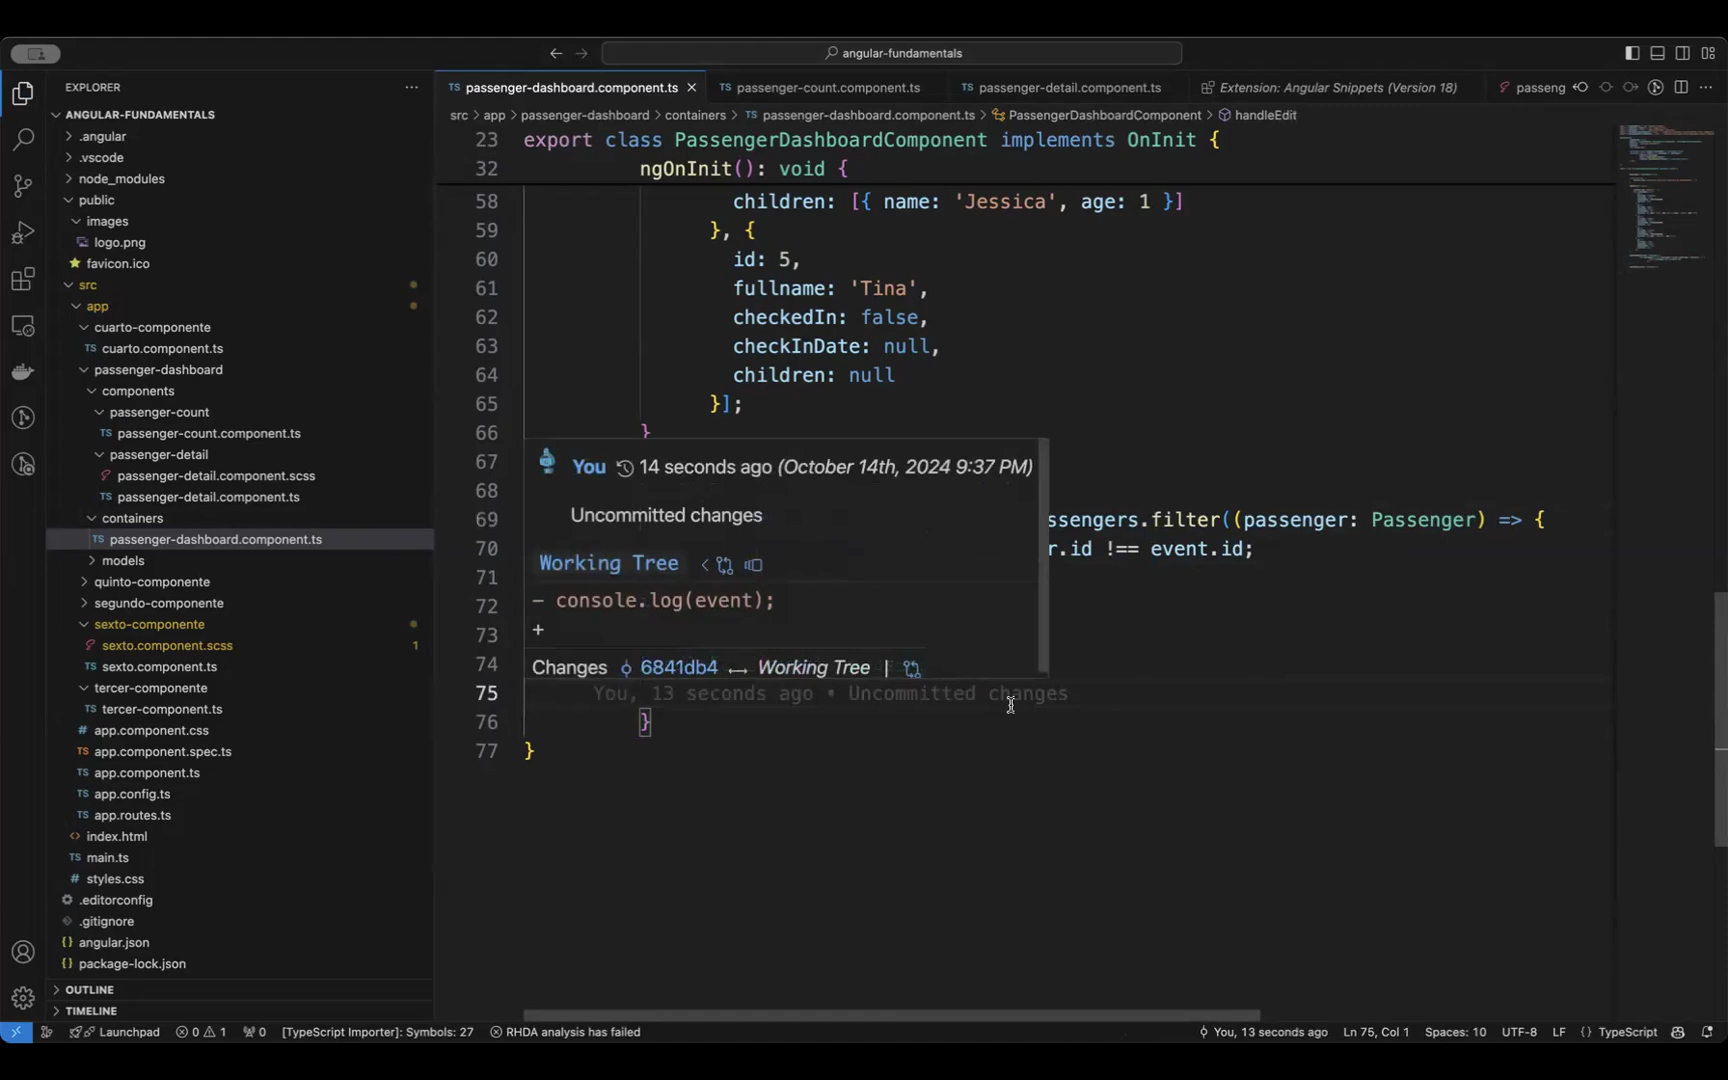 angular-fundamentals
EXPLORER
passenger-dashboard.component.ts
passenger-count.component.ts
passenger-detail.component.ts
Extension: Angular Snippets (Version 18)
passeng
src > app > passenger-dashboard > containers > TS passenger-dashboard.component.ts > PassengerDashboardComponent > handleEdit
ANGULAR-FUNDAMENTALS
.angular
.vscode
node_modules
public
images
logo.png
favicon.ico
src
app
cuarto-componente
TS cuarto.component.ts
passenger-dashboard
components
passenger-count
TS passenger-count.component.ts
passenger-detail
passenger-detail.component.scss
TS passenger-detail.component.ts
containers
TS passenger-dashboard.component.ts
models
quinto-componente
segundo-componente
sexto-componente
sexto.component.scss 1
TS sexto.component.ts
tercer-componente
TS tercer-component.ts
app.component.css
TS app.component.spec.ts
TS app.component.ts
TS app.config.ts
TS app.routes.ts
index.html
TS main.ts
styles.css
.editorconfig
.gitignore
angular.json
package-lock.json
OUTLINE
TIMELINE
23 export class PassengerDashboardComponent implements OnInit {
32 ngOnInit(): void {
58 children: [{ name: 'Jessica', age: 1 }]
59 }, {
60 id: 5,
61 fullname: 'Tina',
62 checkedIn: false,
63 checkInDate: null,
64 children: null
65 }];
66 }
67
68
69 ssengers.filter((passenger: Passenger) => {
70 r.id !== event.id;
71
72
73
74
75 You, 13 seconds ago • Uncommitted changes
76 }
77 }
You 14 seconds ago (October 14th, 2024 9:37 PM)
Uncommitted changes
Working Tree
- console.log(event);
+
Changes 6841db4 ↔ Working Tree |
Launchpad 0 1 0 [TypeScript Importer]: Symbols: 27 RHDA analysis has failed You, 13 seconds ago Ln 75, Col 1 Spaces: 10 UTF-8 LF {} TypeScript